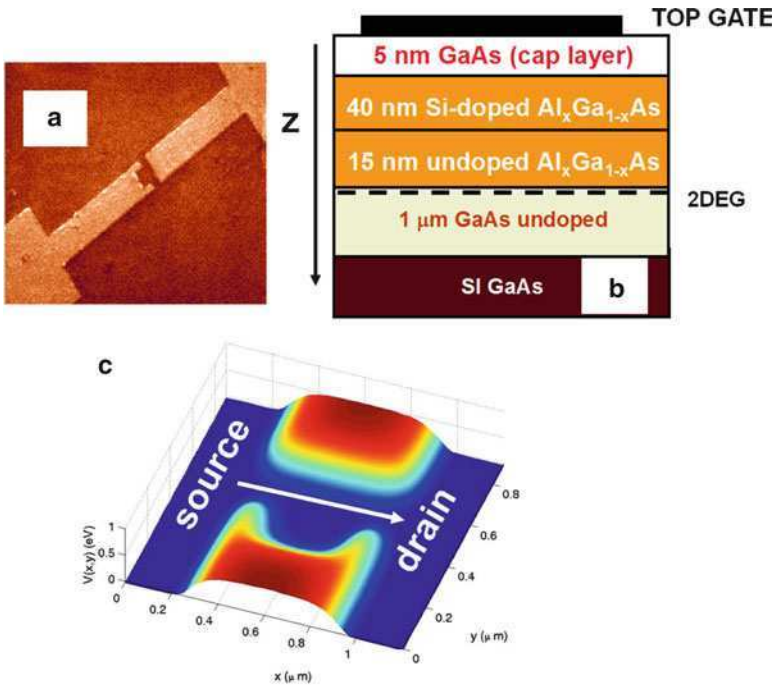 a
TOP GATE
5 nm GaAs (cap layer)
Z
40 nm Si-doped AlxGa1-xAs
15 nm undoped AlxGa1-xAs
2DEG
1 μm GaAs undoped
SI GaAs
b
c
source
drain
V(x,y) (eV)
1
0.5
0
0
0.2
0.4
0.6
0.8
1
x (μ m)
0
0.2
0.4
0.6
0.8
y (μ m)